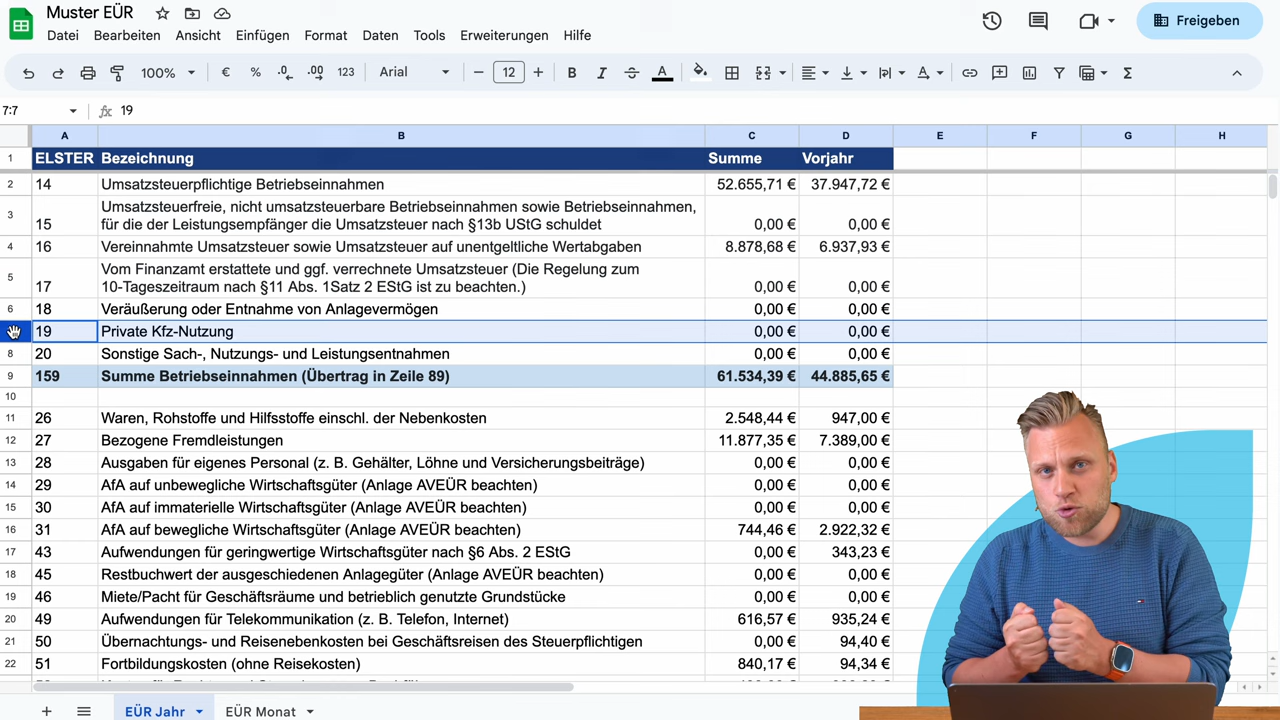 Muster EÜR
Datei Bearbeiten Ansicht Einfügen Format Daten Tools Erweiterungen Hilfe
Freigeben
100% € % .0 .00 123 Arial 12 B I A Σ
7:7 fx 19
A B C D E F G H
1 ELSTER Bezeichnung Summe Vorjahr
2 14 Umsatzsteuerpflichtige Betriebseinnahmen 52.655,71 € 37.947,72 €
Umsatzsteuerfreie, nicht umsatzsteuerbare Betriebseinnahmen sowie Betriebseinnahmen,
3 15 für die der Leistungsempfänger die Umsatzsteuer nach §13b UStG schuldet 0,00 € 0,00 €
4 16 Vereinnahmte Umsatzsteuer sowie Umsatzsteuer auf unentgeltliche Wertabgaben 8.878,68 € 6.937,93 €
Vom Finanzamt erstattete und ggf. verrechnete Umsatzsteuer (Die Regelung zum
5 17 10-Tageszeitraum nach §11 Abs. 1Satz 2 EStG ist zu beachten.) 0,00 € 0,00 €
6 18 Veräußerung oder Entnahme von Anlagevermögen 0,00 € 0,00 €
19 Private Kfz-Nutzung 0,00 € 0,00 €
8 20 Sonstige Sach-, Nutzungs- und Leistungsentnahmen 0,00 € 0,00 €
9 159 Summe Betriebseinnahmen (Übertrag in Zeile 89) 61.534,39 € 44.885,65 €
10
11 26 Waren, Rohstoffe und Hilfsstoffe einschl. der Nebenkosten 2.548,44 € 947,00 €
12 27 Bezogene Fremdleistungen 11.877,35 € 7.389,00 €
13 28 Ausgaben für eigenes Personal (z. B. Gehälter, Löhne und Versicherungsbeiträge) 0,00 € 0,00 €
14 29 AfA auf unbewegliche Wirtschaftsgüter (Anlage AVEÜR beachten) 0,00 € 0,00 €
15 30 AfA auf immaterielle Wirtschaftsgüter (Anlage AVEÜR beachten) 0,00 € 0,00 €
16 31 AfA auf bewegliche Wirtschaftsgüter (Anlage AVEÜR beachten) 744,46 € 2.922,32 €
17 43 Aufwendungen für geringwertige Wirtschaftsgüter nach §6 Abs. 2 EStG 0,00 € 343,23 €
18 45 Restbuchwert der ausgeschiedenen Anlagegüter (Anlage AVEÜR beachten) 0,00 € 0,00 €
19 46 Miete/Pacht für Geschäftsräume und betrieblich genutzte Grundstücke 0,00 € 0,00 €
20 49 Aufwendungen für Telekommunikation (z. B. Telefon, Internet) 616,57 € 935,24 €
21 50 Übernachtungs- und Reisenebenkosten bei Geschäftsreisen des Steuerpflichtigen 0,00 € 94,40 €
22 51 Fortbildungskosten (ohne Reisekosten) 840,17 € 94,34 €
EÜR Jahr EÜR Monat